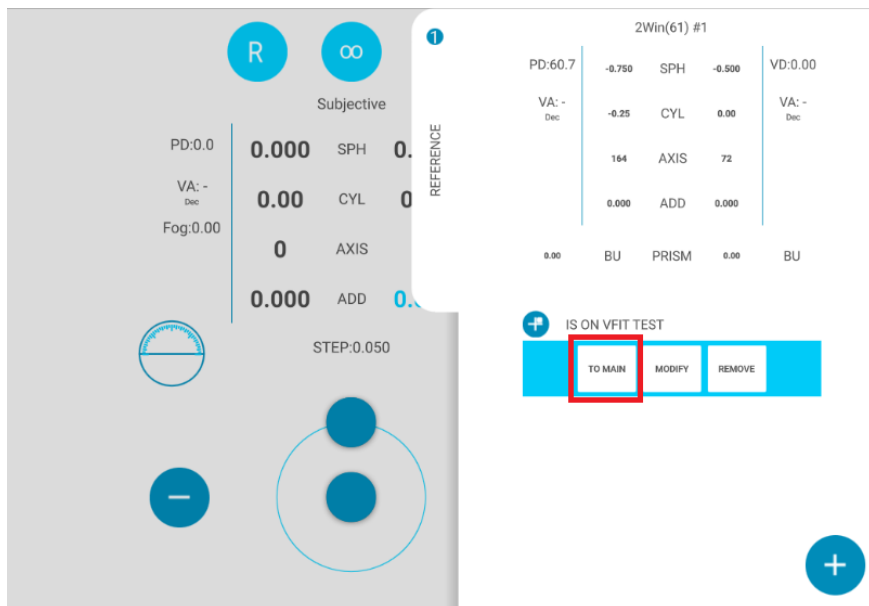 R ∞
Subjective
PD:0.0 0.000 SPH 0.
VA: -
Dec
0.00 CYL 0
Fog:0.00
0 AXIS
0.000 ADD 0.
STEP:0.050
−
1
REFERENCE
2Win(61) #1
PD:60.7 -0.750 SPH -0.500 VD:0.00
VA: - -0.25 CYL 0.00 VA: -
Dec Dec
164 AXIS 72
0.000 ADD 0.000
0.00 BU PRISM 0.00 BU
IS ON VFIT TEST
TO MAIN MODIFY REMOVE
+